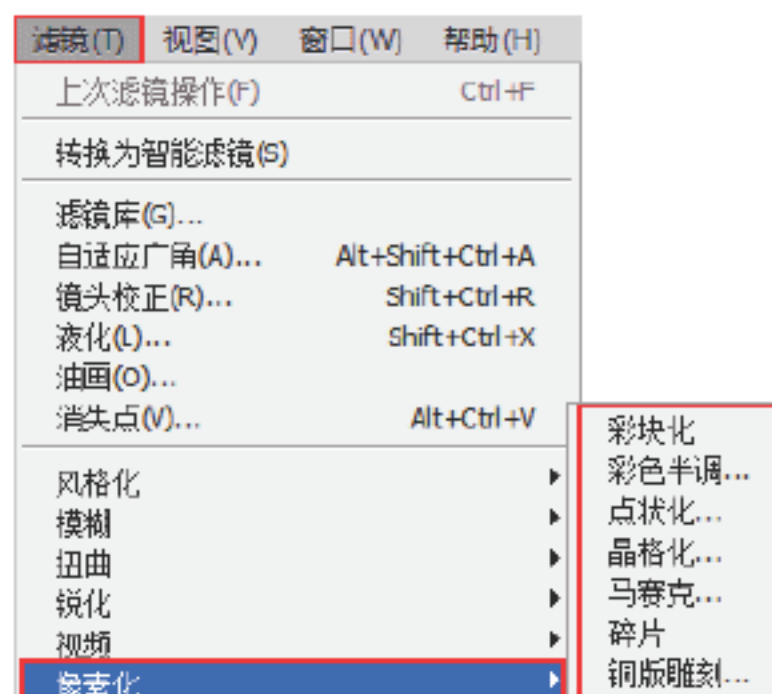 滤镜(T) 视图(V) 窗口(W) 帮助(H)
上次滤镜操作(F) Ctrl+F
转换为智能滤镜(S)
滤镜库(G)...
自适应广角(A)... Alt+Shift+Ctrl+A
镜头校正(R)... Shift+Ctrl+R
液化(L)... Shift+Ctrl+X
油画(O)...
消失点(V)... Alt+Ctrl+V
风格化
模糊
扭曲
锐化
视频
像素化
彩块化
彩色半调...
点状化...
晶格化...
马赛克...
碎片
铜版雕刻...